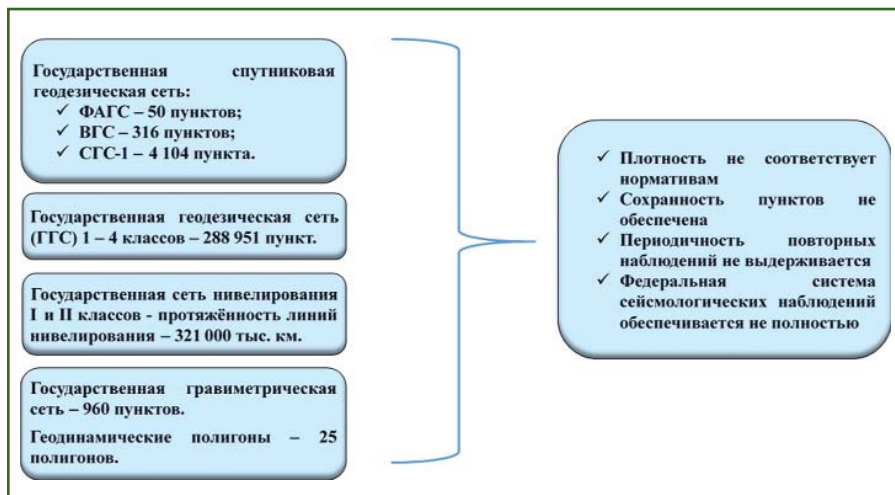 Государственная спутниковая
геодезическая сеть:
✓ ФАГС – 50 пунктов;
✓ ВГС – 316 пунктов;
✓ СГС-1 – 4 104 пункта.
Государственная геодезическая сеть
(ГГС) 1 – 4 классов – 288 951 пункт.
Государственная сеть нивелирования
I и II классов - протяжённость линий
нивелирования – 321 000 тыс. км.
Государственная гравиметрическая
сеть – 960 пунктов.
Геодинамические полигоны – 25
полигонов.
✓ Плотность не соответствует
нормативам
✓ Сохранность пунктов не
обеспечена
✓ Периодичность повторных
наблюдений не выдерживается
✓ Федеральная система
сейсмологических наблюдений
обеспечивается не полностью